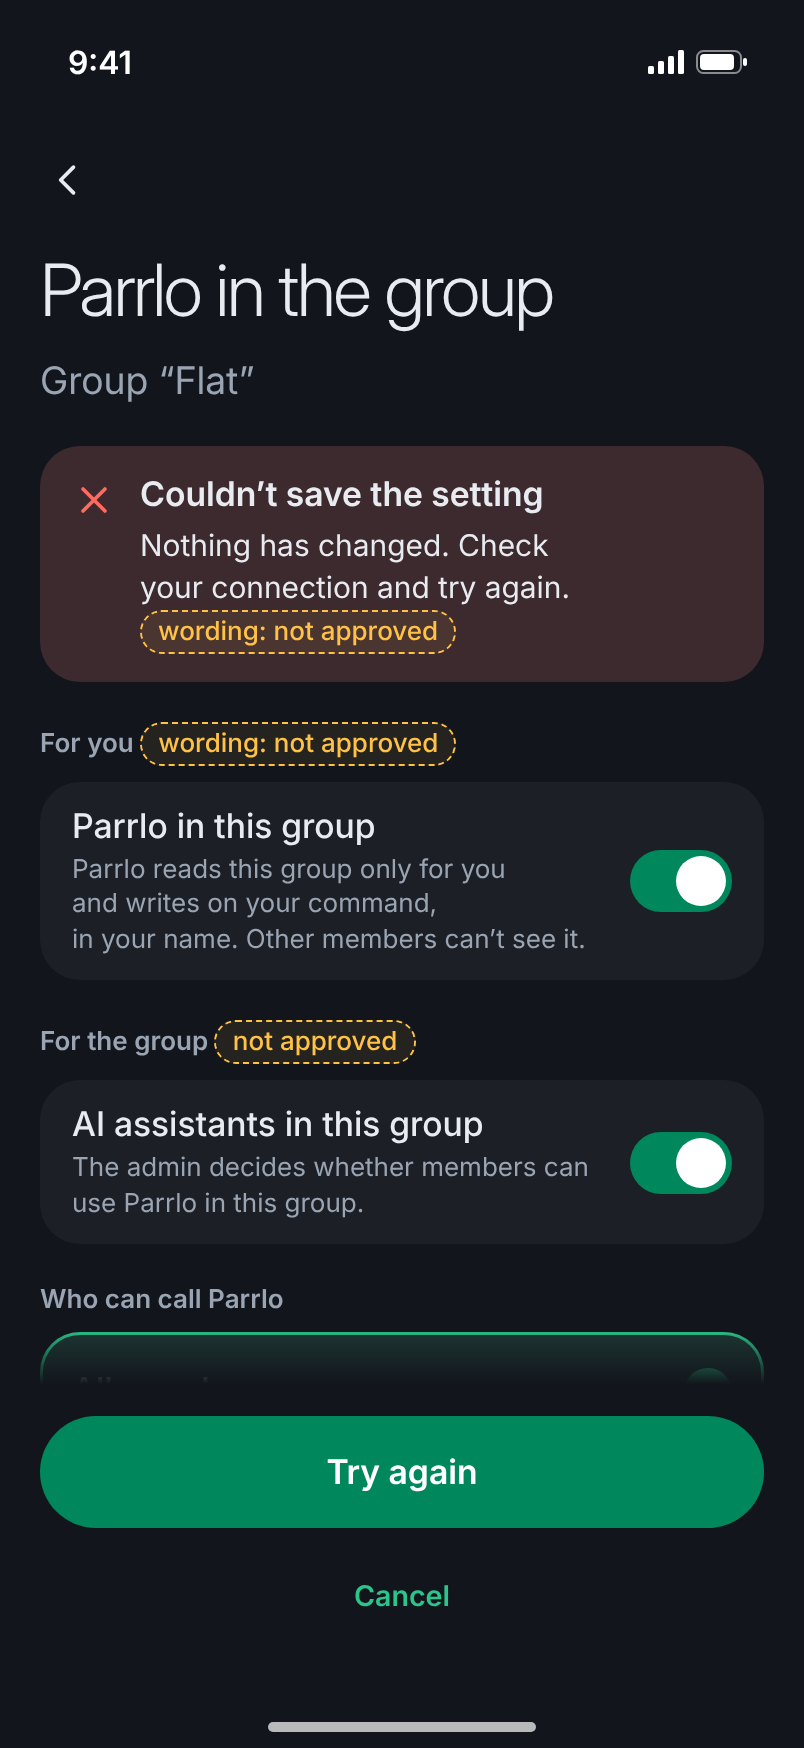 9:41
Parrlo in the group
Group “Flat”
Couldn’t save the setting
Nothing has changed. Check
your connection and try again.
wording: not approved
For you wording: not approved
Parrlo in this group
Parrlo reads this group only for you
and writes on your command,
in your name. Other members can’t see it.
For the group not approved
AI assistants in this group
The admin decides whether members can
use Parrlo in this group.
Who can call Parrlo
Try again
Cancel